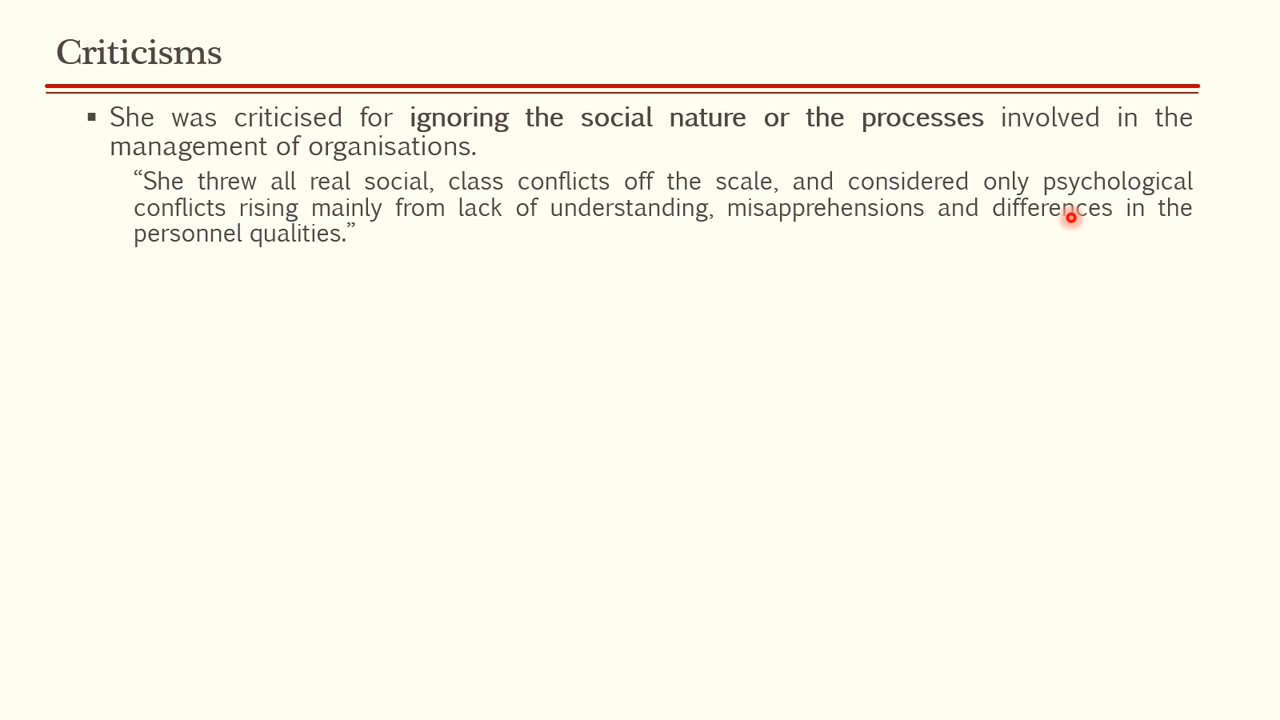 Criticisms
▪ She was criticised for ignoring the social nature or the processes involved in the
management of organisations.
“She threw all real social, class conflicts off the scale, and considered only psychological
conflicts rising mainly from lack of understanding, misapprehensions and differences in the
personnel qualities.”